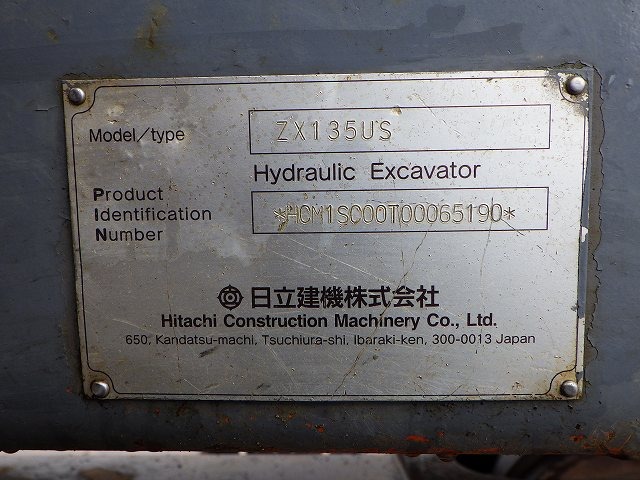 Model/type ZX135US
Hydraulic Excavator
Product
Identification
Number
*HCM1SC00T00065190*
日立建機株式会社
Hitachi Construction Machinery Co., Ltd.
650, Kandatsu-machi, Tsuchiura-shi, Ibaraki-ken, 300-0013 Japan